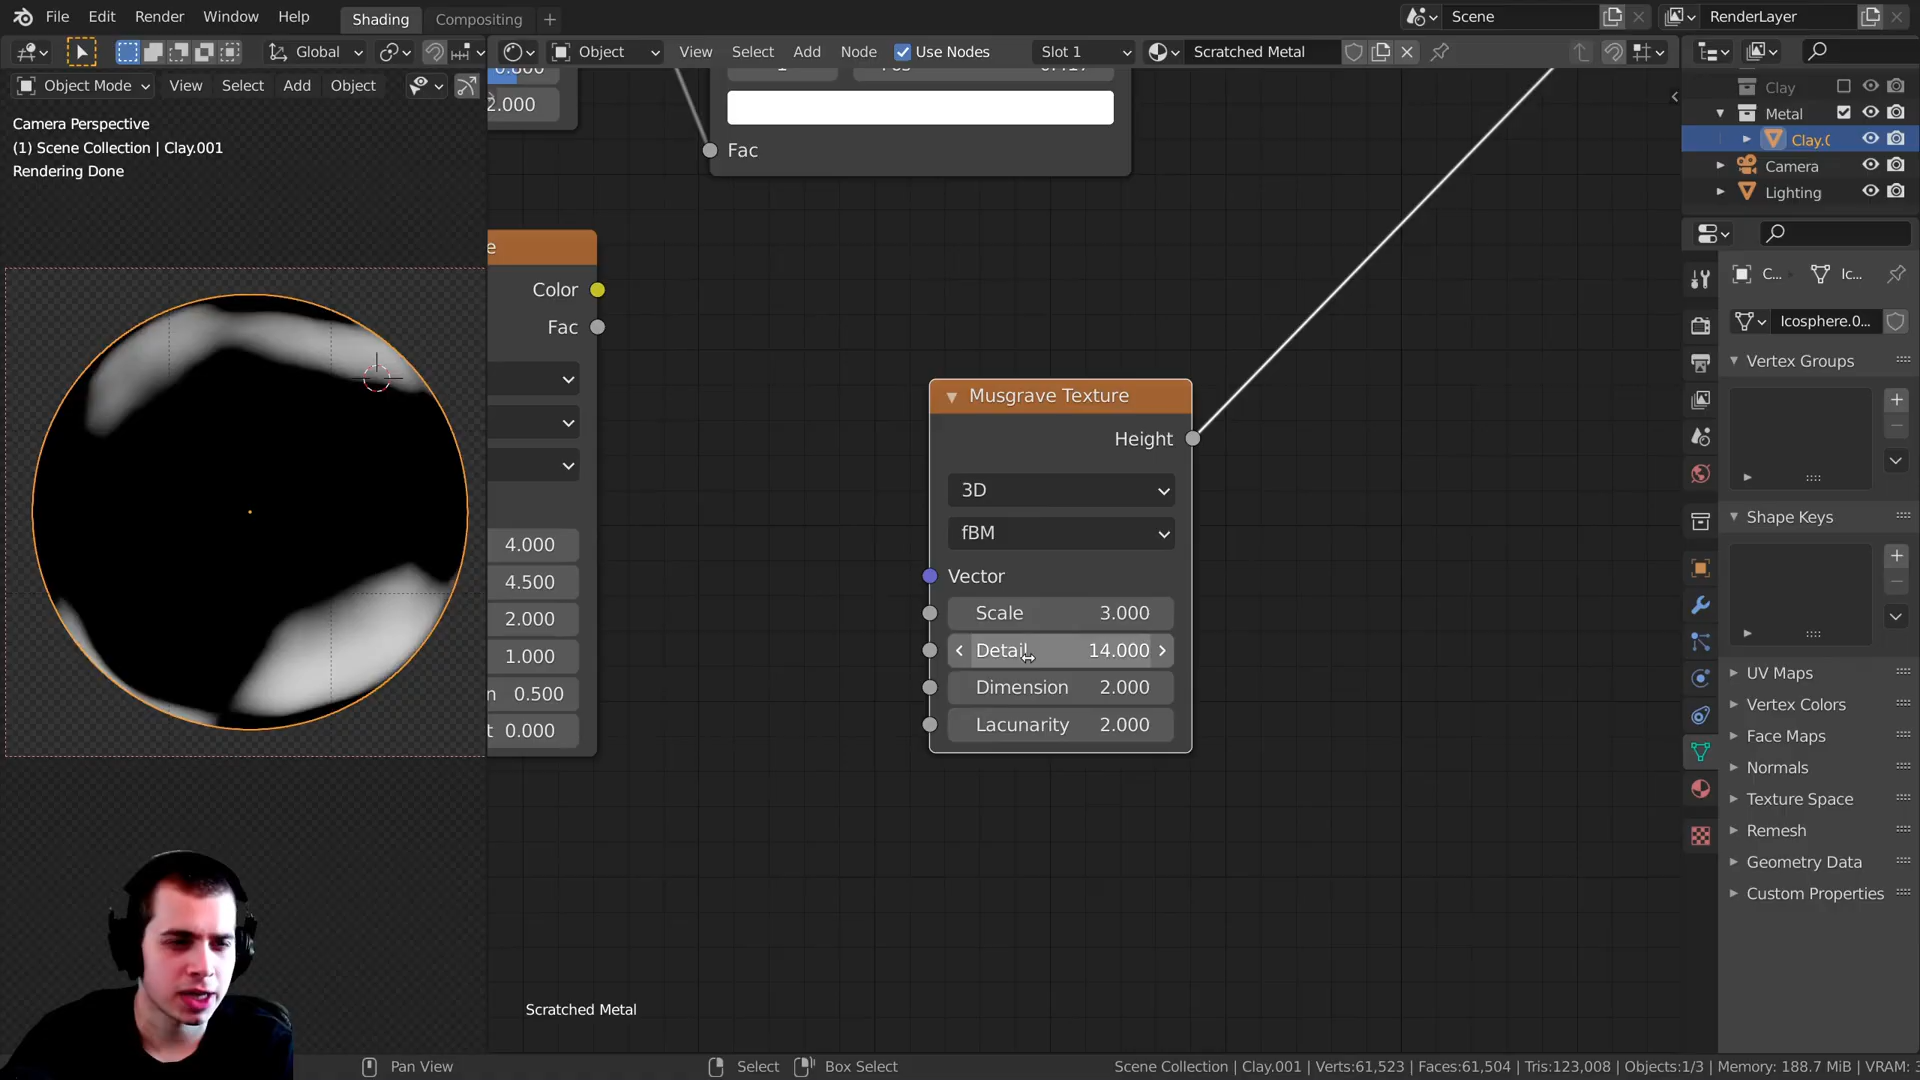 File Edit Render Window Help Shading Compositing + Scene RenderLayer
Global Object View Select Add Node Use Nodes Slot 1 Scratched Metal
Object Mode View Select Add Object
Camera Perspective
(1) Scene Collection | Clay.001
Rendering Done
2.000
Fac
Color
Fac
4.000
4.500
2.000
1.000
n 0.500
t 0.000
Musgrave Texture
Height
3D
fBM
Vector
Scale 3.000
Detail 14.000
Dimension 2.000
Lacunarity 2.000
Scratched Metal
Clay
Metal
Clay.0
Camera
Lighting
C... Ic...
Icosphere.0...
Vertex Groups
Shape Keys
UV Maps
Vertex Colors
Face Maps
Normals
Texture Space
Remesh
Geometry Data
Custom Properties
Pan View Select Box Select Scene Collection | Clay.001 | Verts:61,523 | Faces:61,504 | Tris:123,008 | Objects:1/3 | Memory: 188.7 MiB | VRAM: